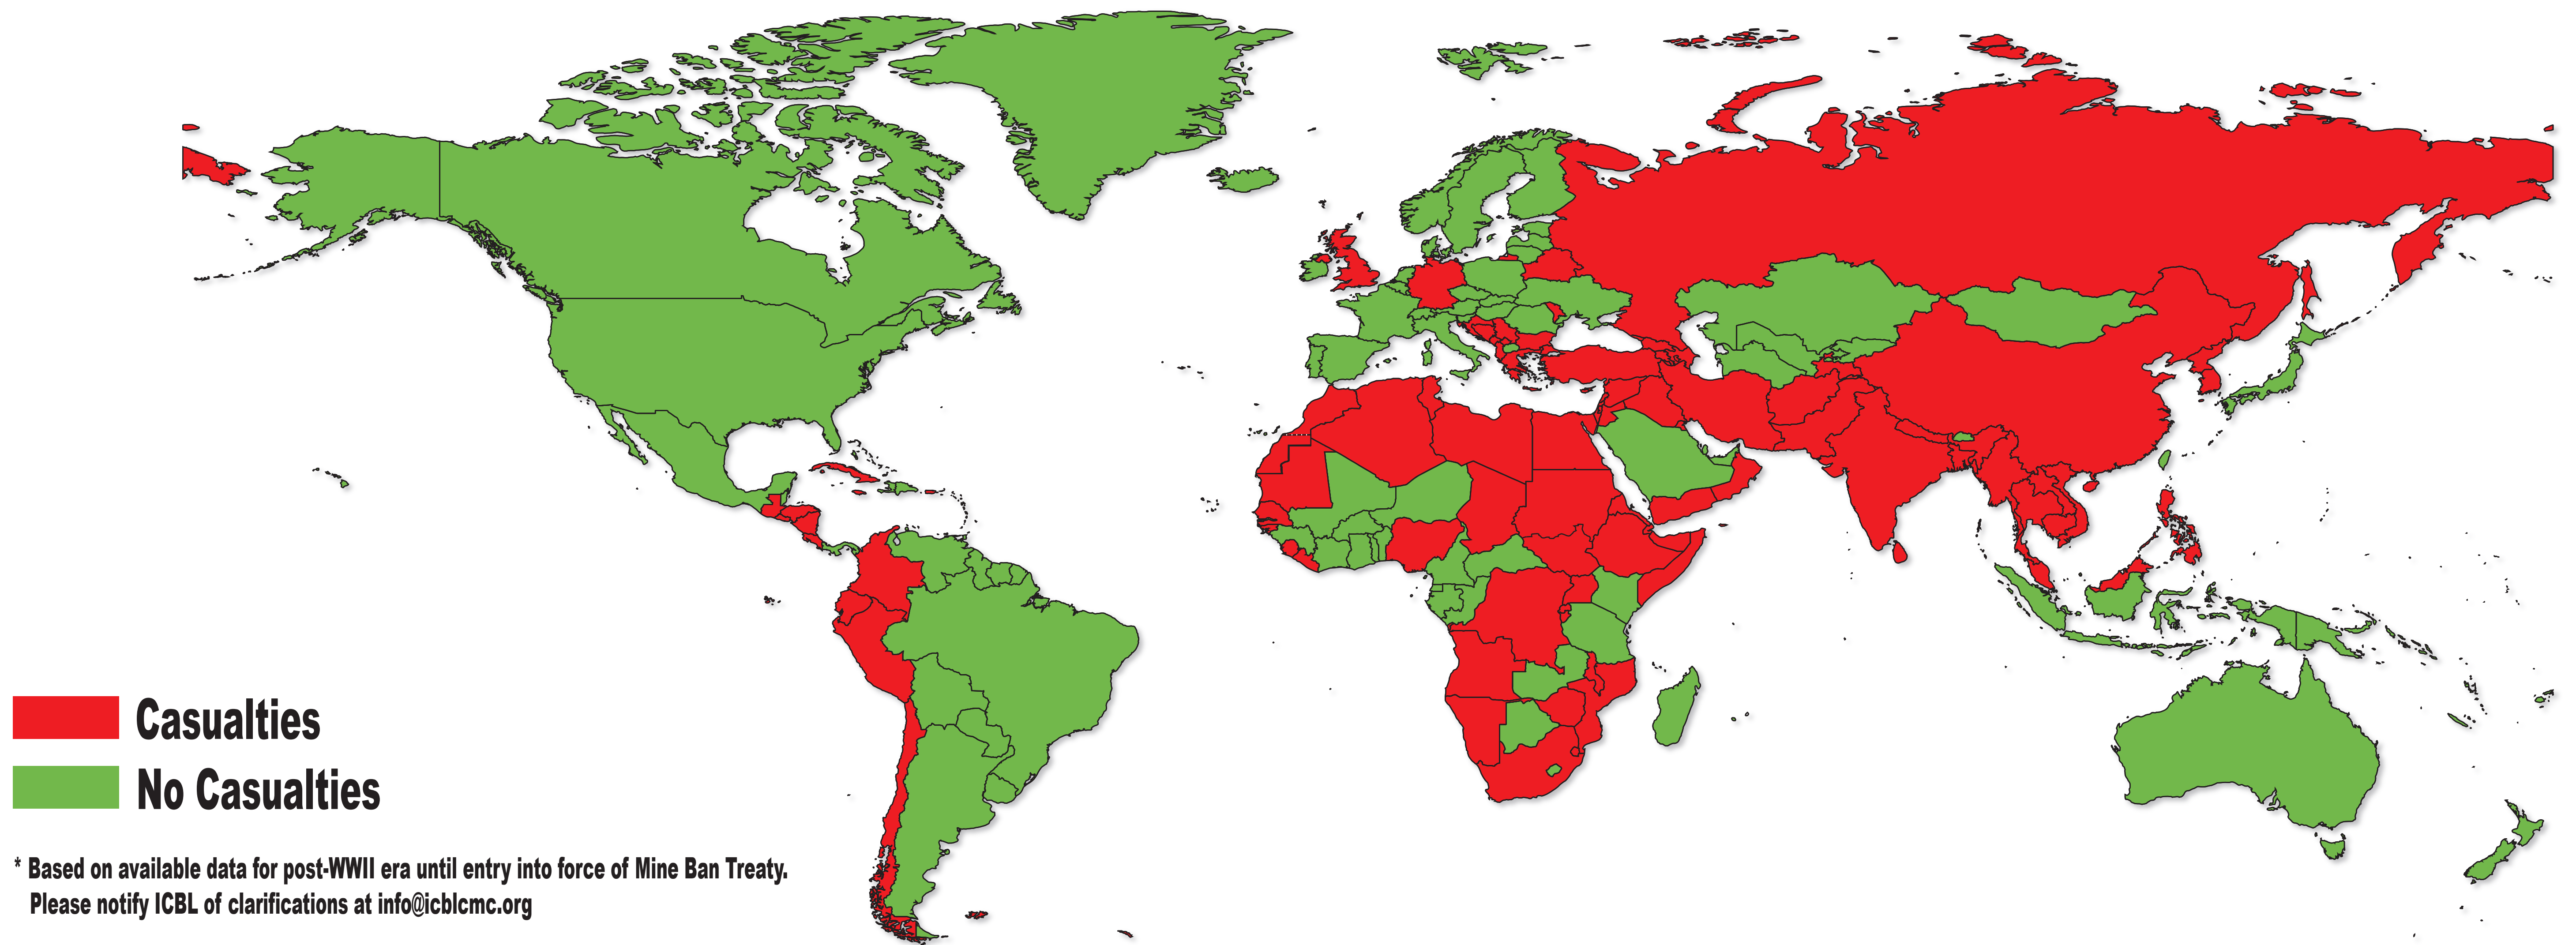 Casualties
No Casualties
* Based on available data for post-WWII era until entry into force of Mine Ban Treaty.
Please notify ICBL of clarifications at info@icblcmc.org